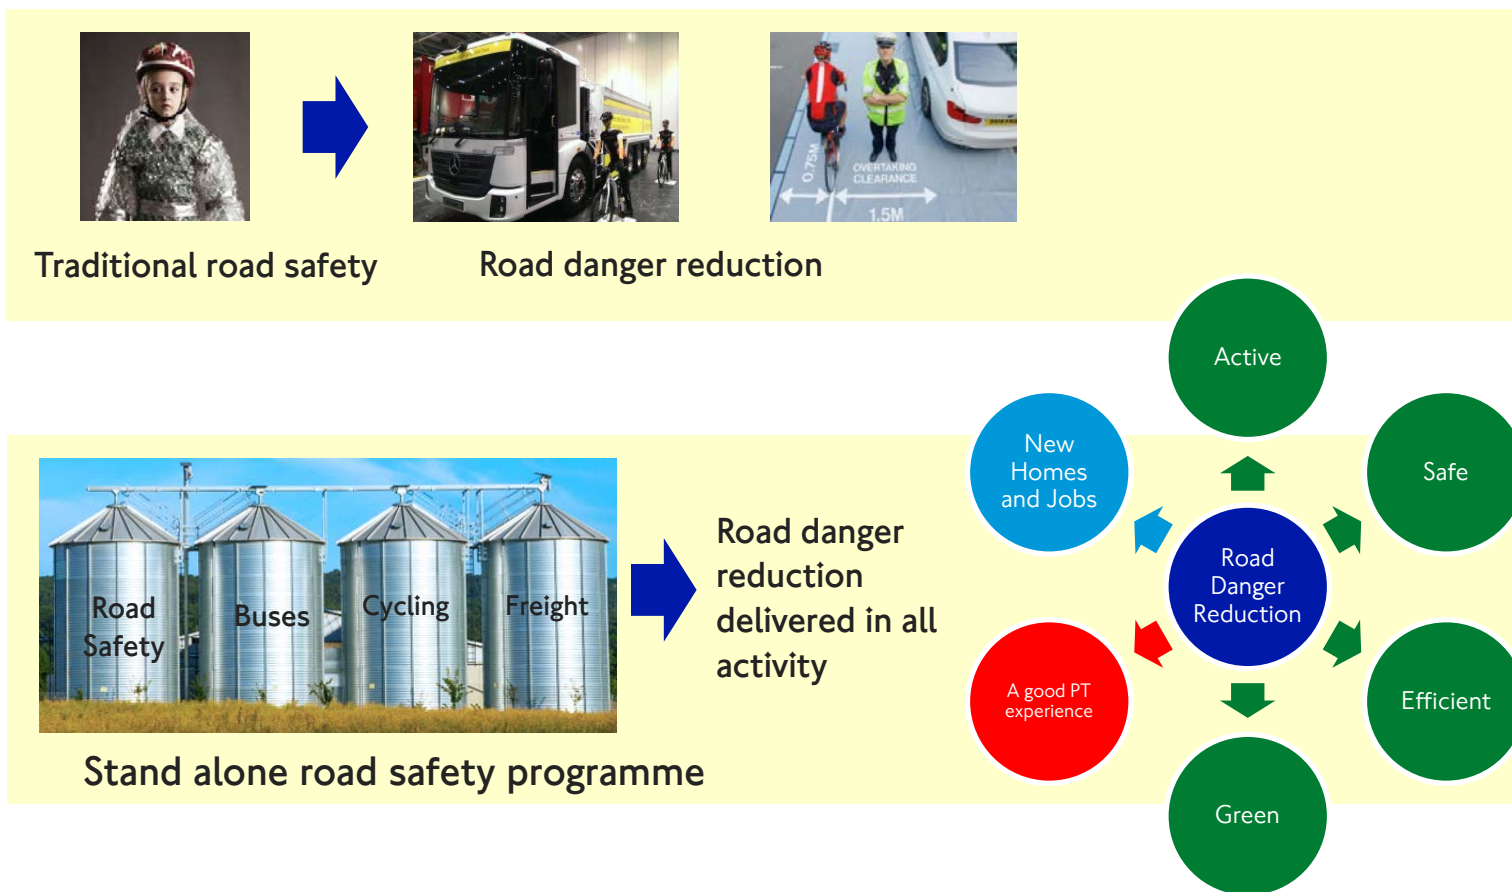 0.75M
OVERTAKING
CLEARANCE
1.5M
Traditional road safety
Road danger reduction
Road
Safety
Buses
Cycling
Freight
Stand alone road safety programme
Road danger
reduction
delivered in all
activity
Active
New
Homes
and Jobs
Safe
Road
Danger
Reduction
A good PT
experience
Efficient
Green